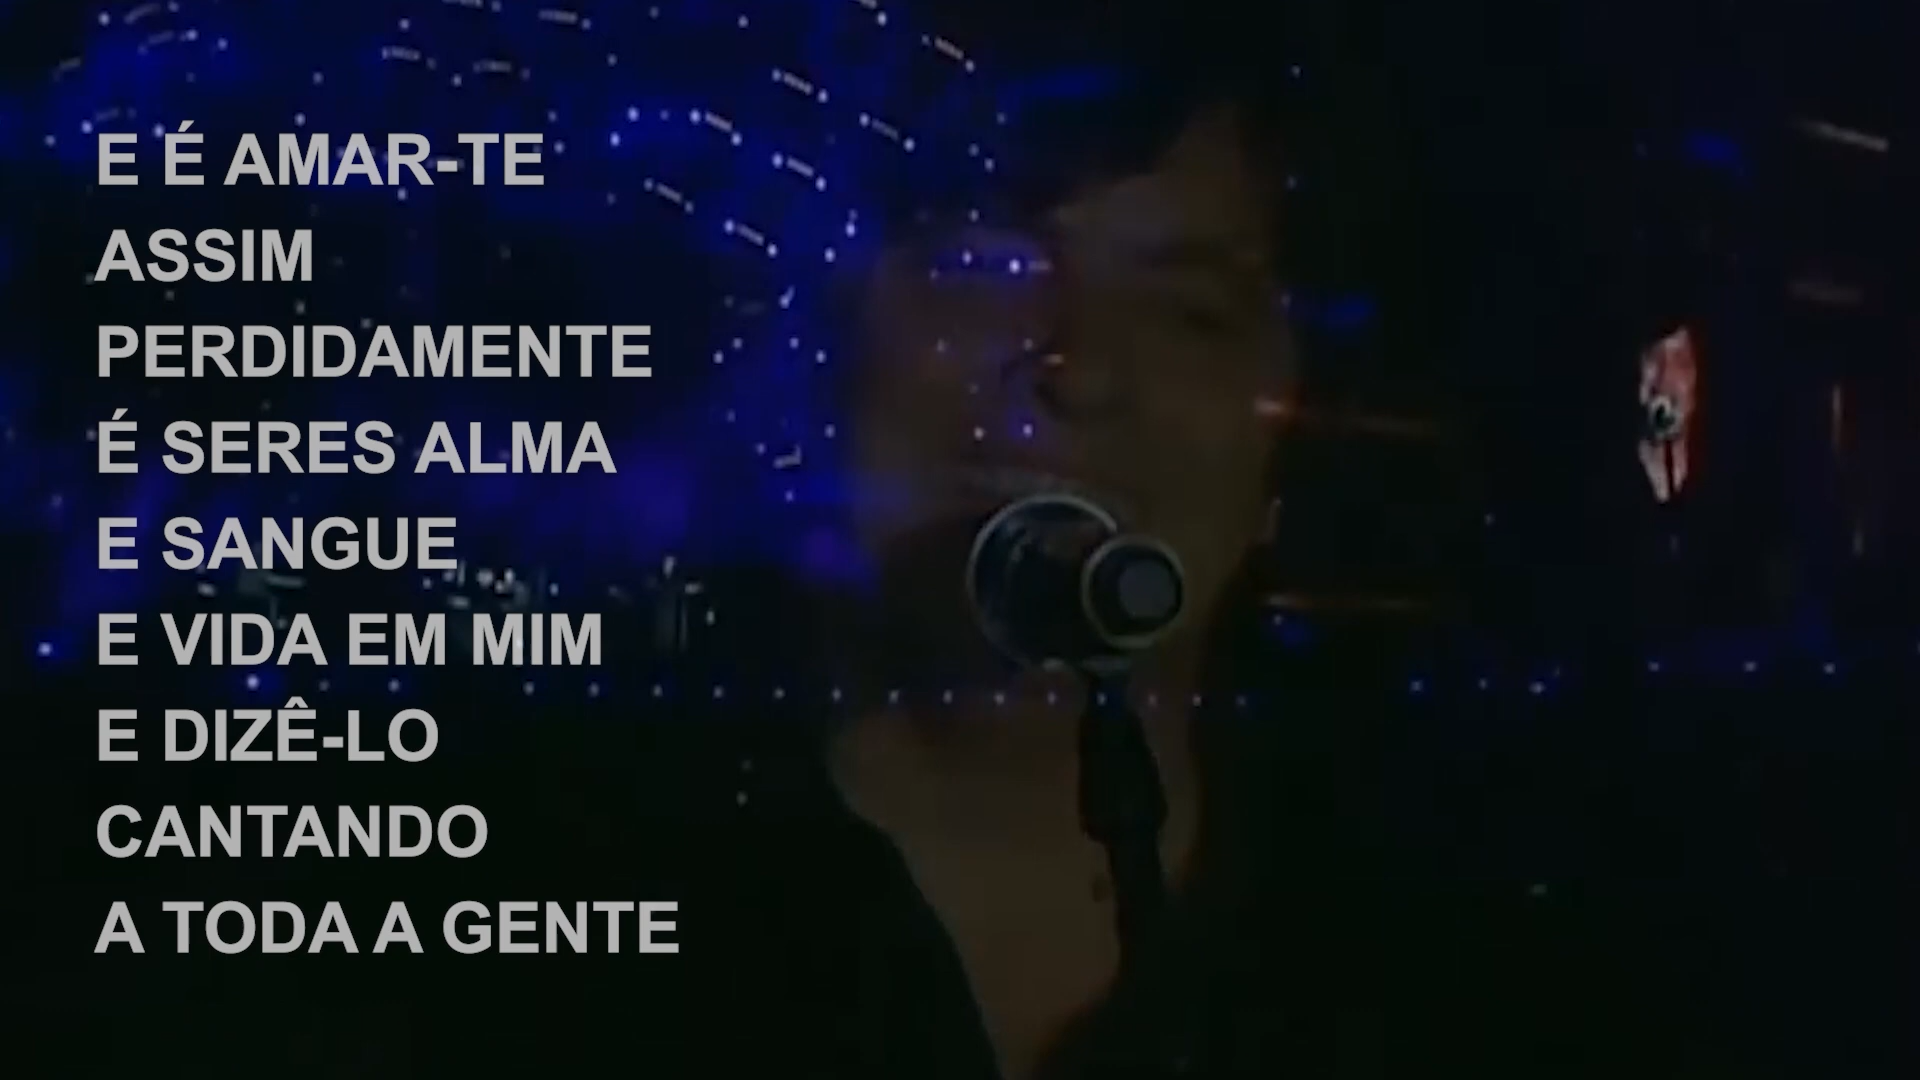 E É AMAR-TE
ASSIM
PERDIDAMENTE
É SERES ALMA
E SANGUE
E VIDA EM MIM
E DIZÊ-LO
CANTANDO
A TODA A GENTE